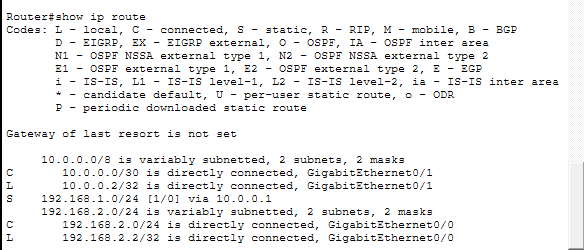 Router#show ip route
Codes: L - local, C - connected, S - static, R - RIP, M - mobile, B - BGP
D - EIGRP, EX - EIGRP external, O - OSPF, IA - OSPF inter area
N1 - OSPF NSSA external type 1, N2 - OSPF NSSA external type 2
E1 - OSPF external type 1, E2 - OSPF external type 2, E - EGP
i - IS-IS, L1 - IS-IS level-1, L2 - IS-IS level-2, ia - IS-IS inter area
* - candidate default, U - per-user static route, o - ODR
P - periodic downloaded static route
Gateway of last resort is not set
10.0.0.0/8 is variably subnetted, 2 subnets, 2 masks
C 10.0.0.0/30 is directly connected, GigabitEthernet0/1
L 10.0.0.2/32 is directly connected, GigabitEthernet0/1
S 192.168.1.0/24 [1/0] via 10.0.0.1
192.168.2.0/24 is variably subnetted, 2 subnets, 2 masks
C 192.168.2.0/24 is directly connected, GigabitEthernet0/0
L 192.168.2.2/32 is directly connected, GigabitEthernet0/0